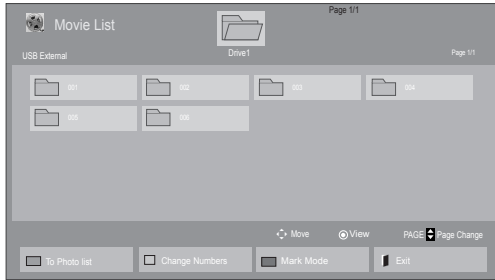 Page 1/1
Movie List
USB External
Drive1
Page 1/1
001 002 003 004
005 006
Move View PAGE Page Change
To Photo list Change Numbers Mark Mode Exit